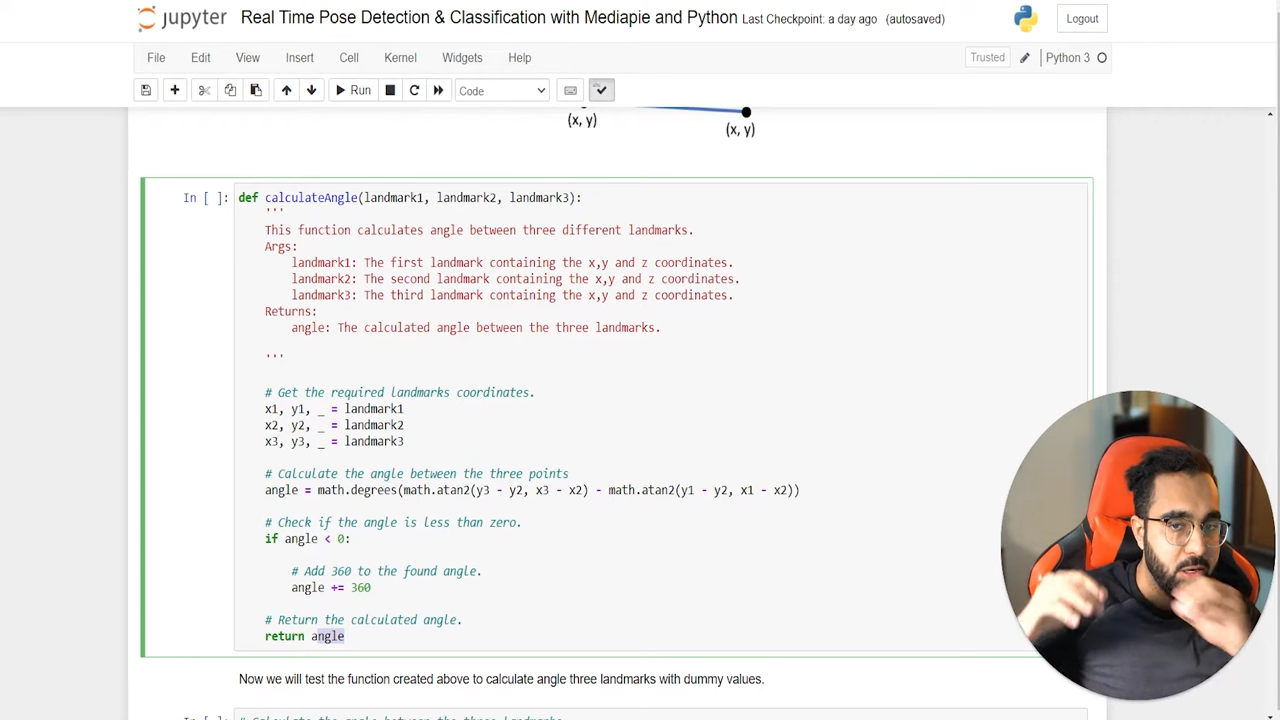 jupyter Real Time Pose Detection & Classification with Mediapie and Python Last Checkpoint: a day ago (autosaved) Logout
File Edit View Insert Cell Kernel Widgets Help Trusted Python 3
Run Code
(x, y)
(x, y)
In [ ]: def calculateAngle(landmark1, landmark2, landmark3):
'''
This function calculates angle between three different landmarks.
Args:
landmark1: The first landmark containing the x,y and z coordinates.
landmark2: The second landmark containing the x,y and z coordinates.
landmark3: The third landmark containing the x,y and z coordinates.
Returns:
angle: The calculated angle between the three landmarks.
'''
# Get the required landmarks coordinates.
x1, y1, _ = landmark1
x2, y2, _ = landmark2
x3, y3, _ = landmark3
# Calculate the angle between the three points
angle = math.degrees(math.atan2(y3 - y2, x3 - x2) - math.atan2(y1 - y2, x1 - x2))
# Check if the angle is less than zero.
if angle < 0:
# Add 360 to the found angle.
angle += 360
# Return the calculated angle.
return angle
Now we will test the function created above to calculate angle three landmarks with dummy values.
In [ ]: # Calculate the angle between the three landmarks.